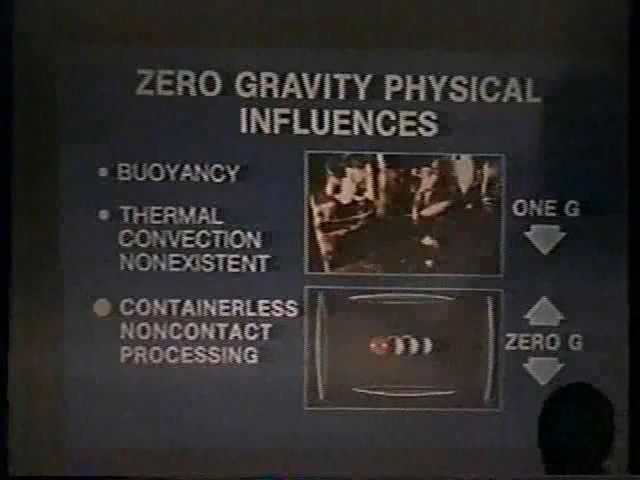 ZERO GRAVITY PHYSICAL
INFLUENCES
• BUOYANCY
• THERMAL
CONVECTION
NONEXISTENT
• CONTAINERLESS
NONCONTACT
PROCESSING
ONE G
ZERO G